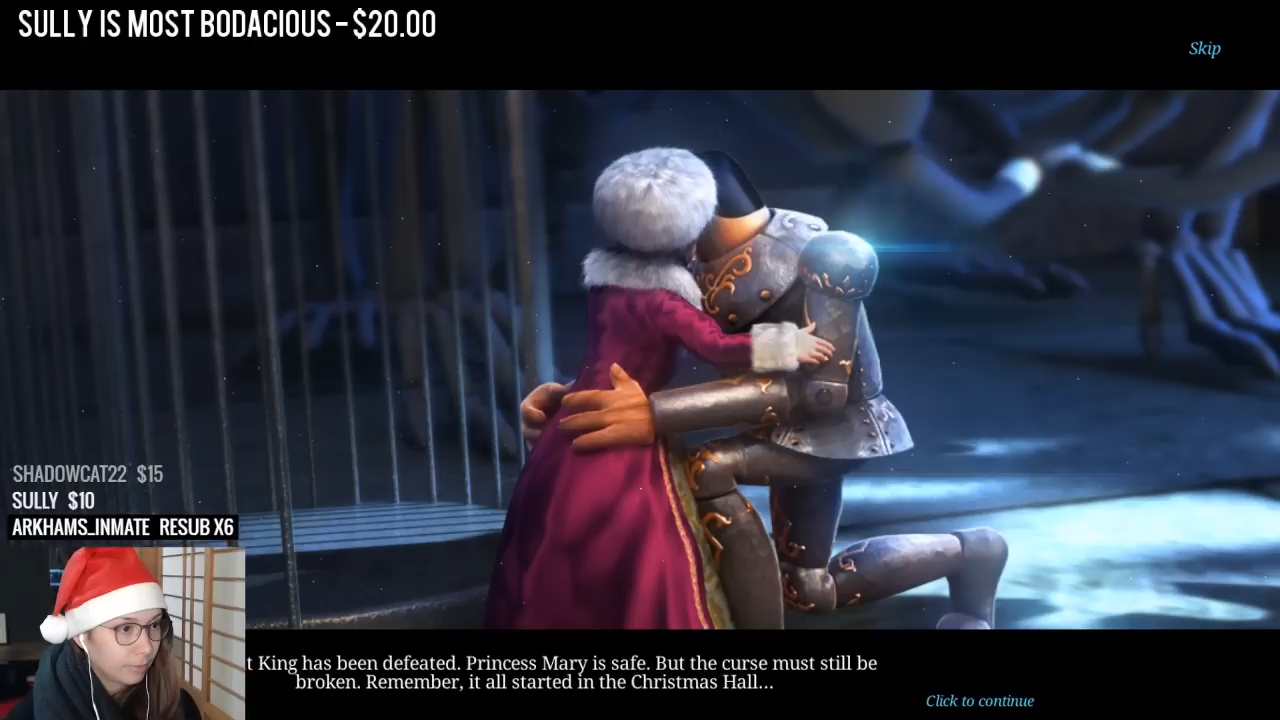 SULLY IS MOST BODACIOUS - $20.00
Skip
SHADOWCAT22 $15
SULLY $10
ARKHAMS_INMATE RESUB X6
t King has been defeated. Princess Mary is safe. But the curse must still be
broken. Remember, it all started in the Christmas Hall...
Click to continue